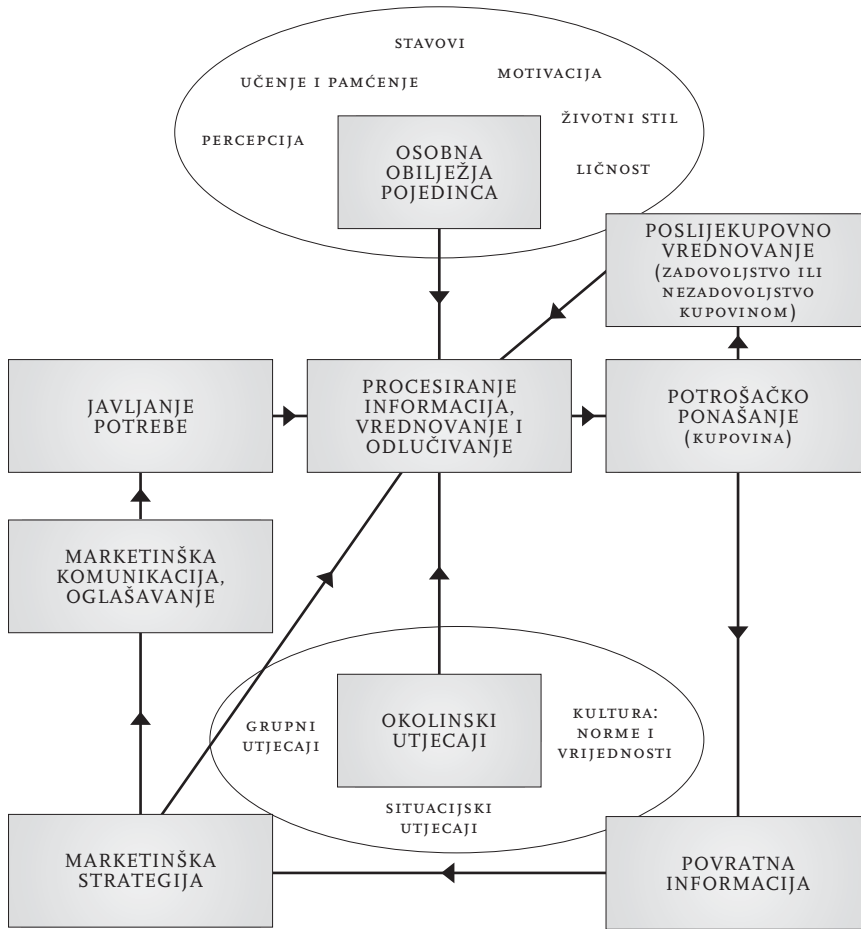 STAVOVI
UČENJE I PAMĆENJE
MOTIVACIJA
PERCEPCIJA
ŽIVOTNI STIL
LIČNOST
OSOBNA
OBILJEŽJA
POJEDINCA
POSLIJEKUPOVNO
VREDNOVANJE
(ZADOVOLJSTVO ILI
NEZADOVOLJSTVO
KUPOVINOM)
JAVLJANJE
POTREBE
PROCESIRANJE
INFORMACIJA,
VREDNOVANJE I
ODLUČIVANJE
POTROŠAČKO
PONAŠANJE
(KUPOVINA)
MARKETINŠKA
KOMUNIKACIJA,
OGLAŠAVANJE
GRUPNI
UTJECAJI
OKOLINSKI
UTJECAJI
KULTURA:
NORME I
VRIJEDNOSTI
SITUACIJSKI
UTJECAJI
MARKETINŠKA
STRATEGIJA
POVRATNA
INFORMACIJA